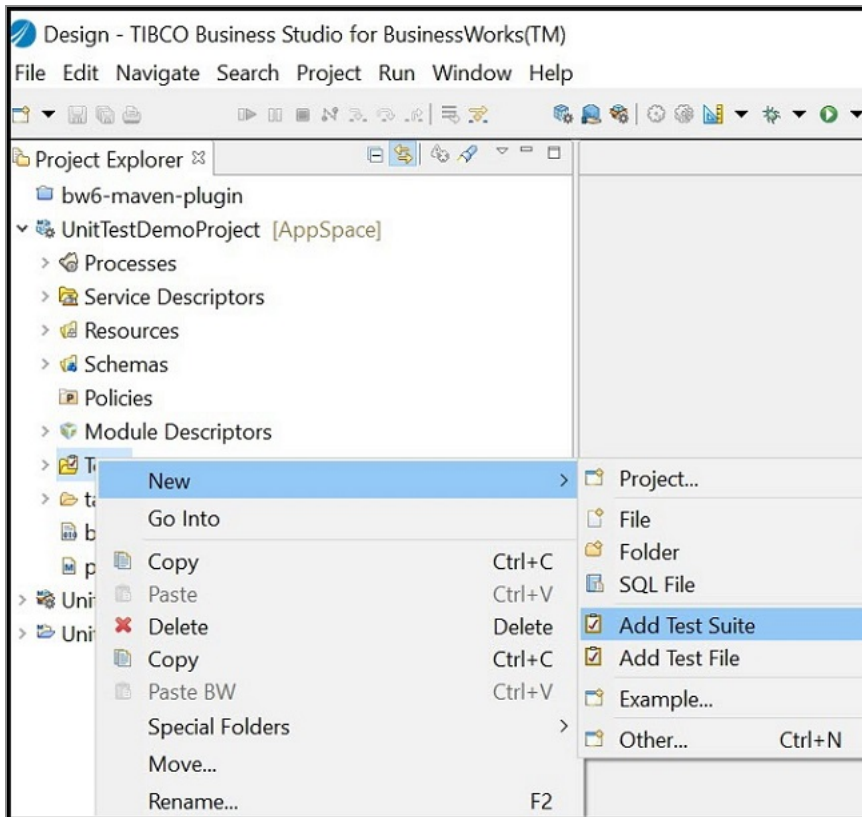 Design - TIBCO Business Studio for BusinessWorks(TM)
File Edit Navigate Search Project Run Window Help
Project Explorer
bw6-maven-plugin
UnitTestDemoProject [AppSpace]
Processes
Service Descriptors
Resources
Schemas
Policies
Module Descriptors
New
Go Into
Copy Ctrl+C
Paste Ctrl+V
Delete Delete
Copy Ctrl+C
Paste BW Ctrl+V
Special Folders
Move...
Rename... F2
Project...
File
Folder
SQL File
Add Test Suite
Add Test File
Example...
Other... Ctrl+N
Uni
Uni